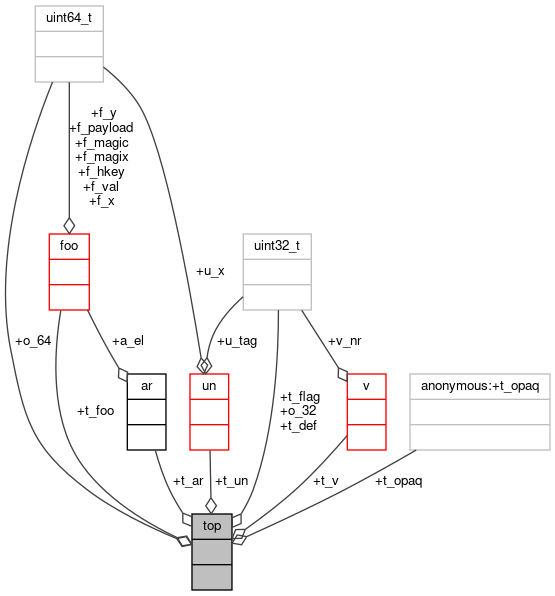 uint64_t
+f_y
+f_payload
+f_magic
+f_magix
+f_hkey
+f_val
+f_x
foo
uint32_t
+u_x
+o_64
+a_el
+u_tag
+v_nr
ar
un
v
anonymous:+t_opaq
+t_foo
+t_flag
+o_32
+t_def
+t_ar
+t_un
+t_v
+t_opaq
top